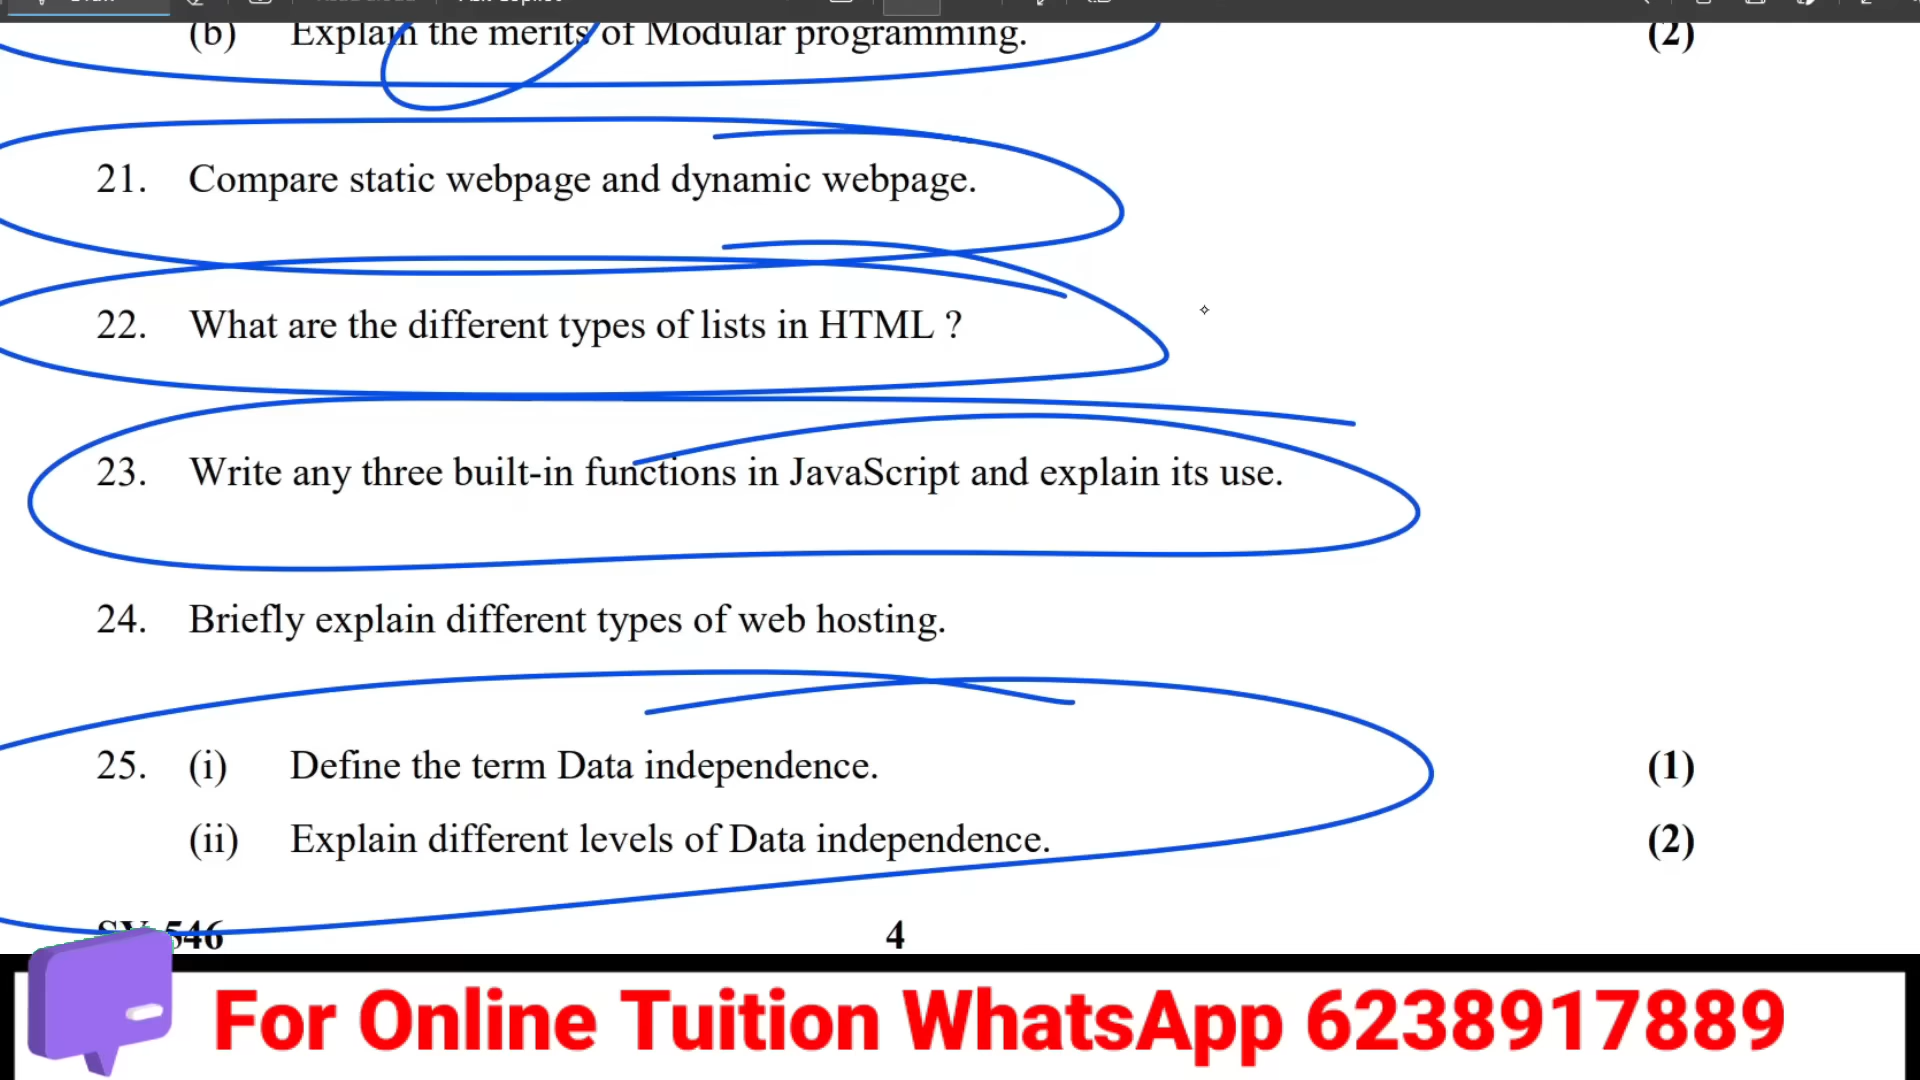 (b) Explain the merits of Modular programming. (2)
21. Compare static webpage and dynamic webpage.
22. What are the different types of lists in HTML ?
23. Write any three built-in functions in JavaScript and explain its use.
24. Briefly explain different types of web hosting.
25. (i) Define the term Data independence. (1)
(ii) Explain different levels of Data independence. (2)
SY-546 4
For Online Tuition WhatsApp 6238917889